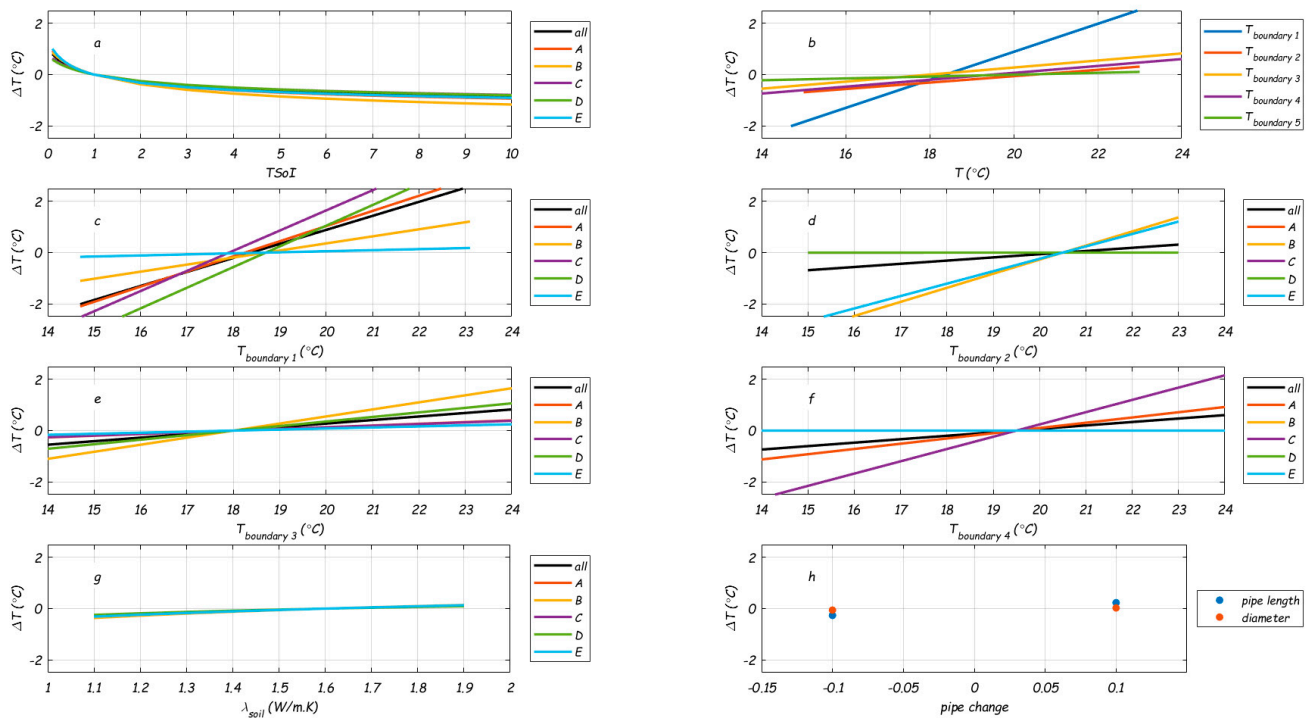 a
2
0
-2
ΔT (°C)
0 1 2 3 4 5 6 7 8 9 10
TSoI
all
A
B
C
D
E
b
2
0
-2
ΔT (°C)
14 16 18 20 22 24
T (°C)
T boundary 1
T boundary 2
T boundary 3
T boundary 4
T boundary 5
c
2
0
-2
ΔT (°C)
14 15 16 17 18 19 20 21 22 23 24
T boundary 1 (°C)
all
A
B
C
D
E
d
2
0
-2
ΔT (°C)
14 15 16 17 18 19 20 21 22 23 24
T boundary 2 (°C)
all
A
B
C
D
E
e
2
0
-2
ΔT (°C)
14 15 16 17 18 19 20 21 22 23 24
T boundary 3 (°C)
all
A
B
C
D
E
f
2
0
-2
ΔT (°C)
14 15 16 17 18 19 20 21 22 23 24
T boundary 4 (°C)
all
A
B
C
D
E
g
2
0
-2
ΔT (°C)
1 1.1 1.2 1.3 1.4 1.5 1.6 1.7 1.8 1.9 2
λ soil (W/m.K)
all
A
B
C
D
E
h
2
0
-2
ΔT (°C)
-0.15 -0.1 -0.05 0 0.05 0.1
pipe change
pipe length
diameter